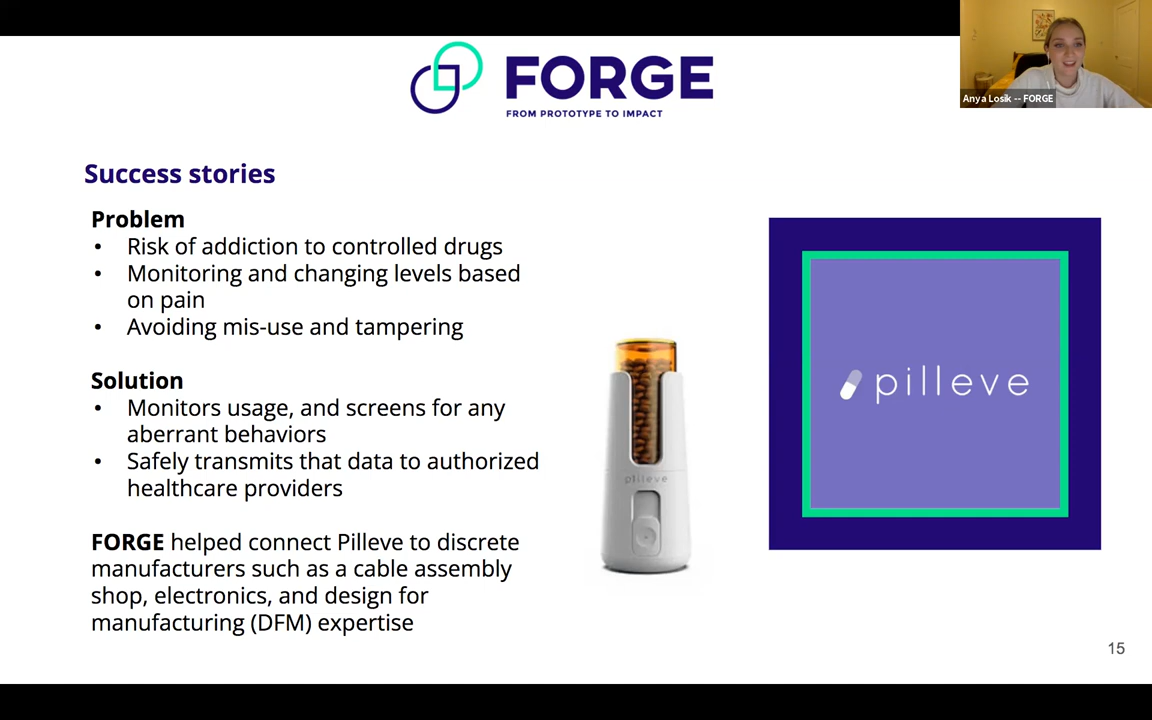 FORGE
FROM PROTOTYPE TO IMPACT
Anya Losik -- FORGE
Success stories
Problem
• Risk of addiction to controlled drugs
• Monitoring and changing levels based
on pain
• Avoiding mis-use and tampering
Solution
• Monitors usage, and screens for any
aberrant behaviors
• Safely transmits that data to authorized
healthcare providers
FORGE helped connect Pilleve to discrete
manufacturers such as a cable assembly
shop, electronics, and design for
manufacturing (DFM) expertise
pilleve
pilleve
15